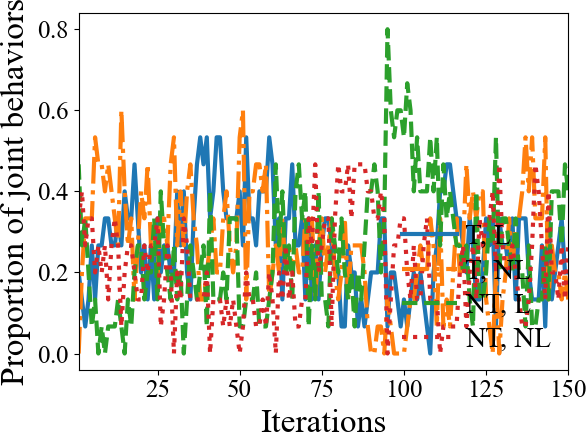 Proportion of joint behaviors
0.8
0.6
0.4
0.2
0.0
T, L
T, NL
NT, L
NT, NL
25
50
75
100
125
150
Iterations